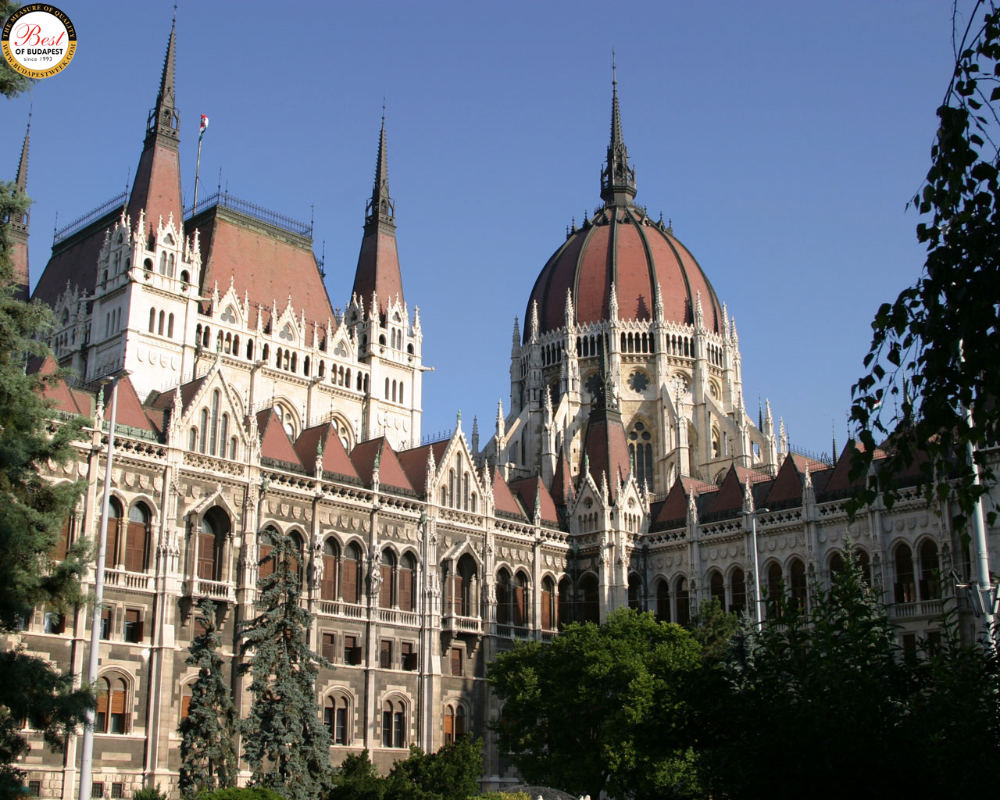 THE MEASURE OF QUALITY
Best
OF BUDAPEST
since 1993
WWW.BUDAPESTWEEK.COM